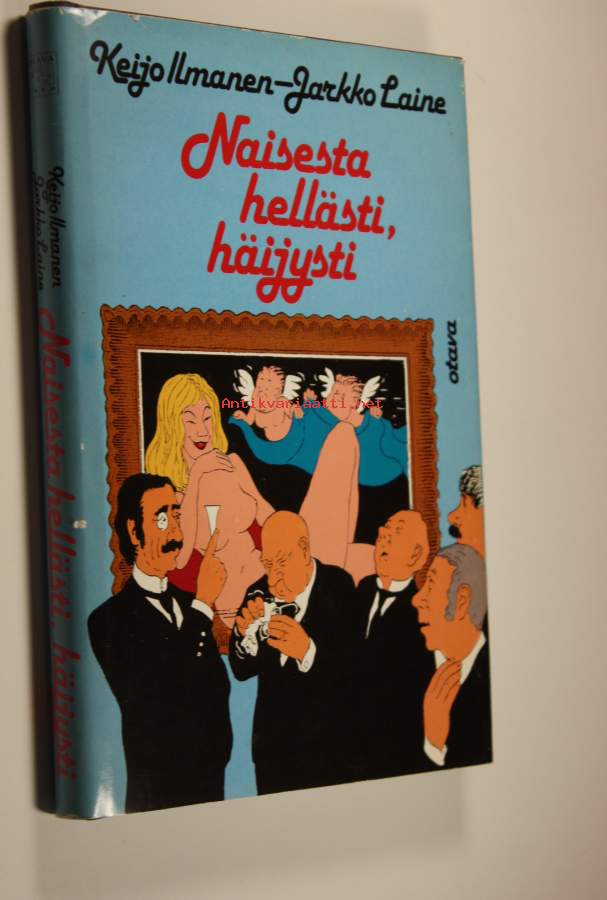 Keijo Ilmanen–Jarkko Laine
Naisesta
hellästi,
häijysti
otava
Antikvariaatti.net
Keijo Ilmanen
Jarkko Laine
Naisesta hellästi, häijysti